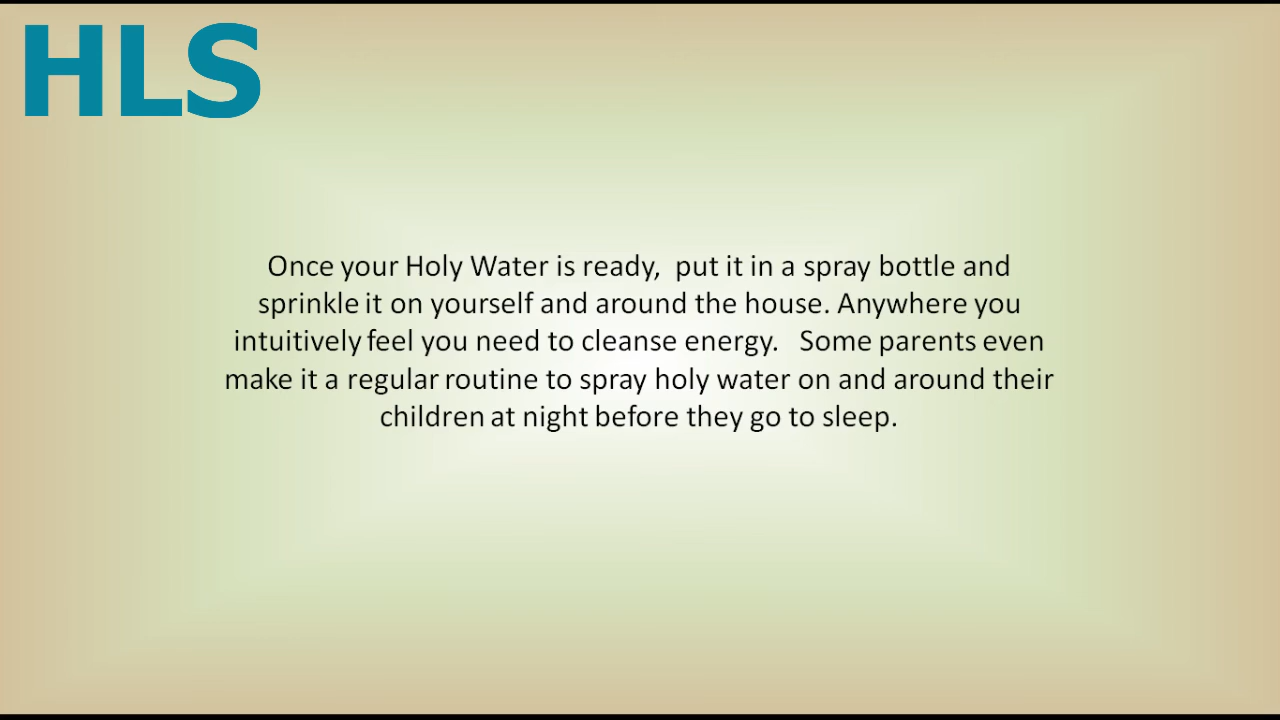 HLS
Once your Holy Water is ready,  put it in a spray bottle and
sprinkle it on yourself and around the house. Anywhere you
intuitively feel you need to cleanse energy.   Some parents even
make it a regular routine to spray holy water on and around their
children at night before they go to sleep.